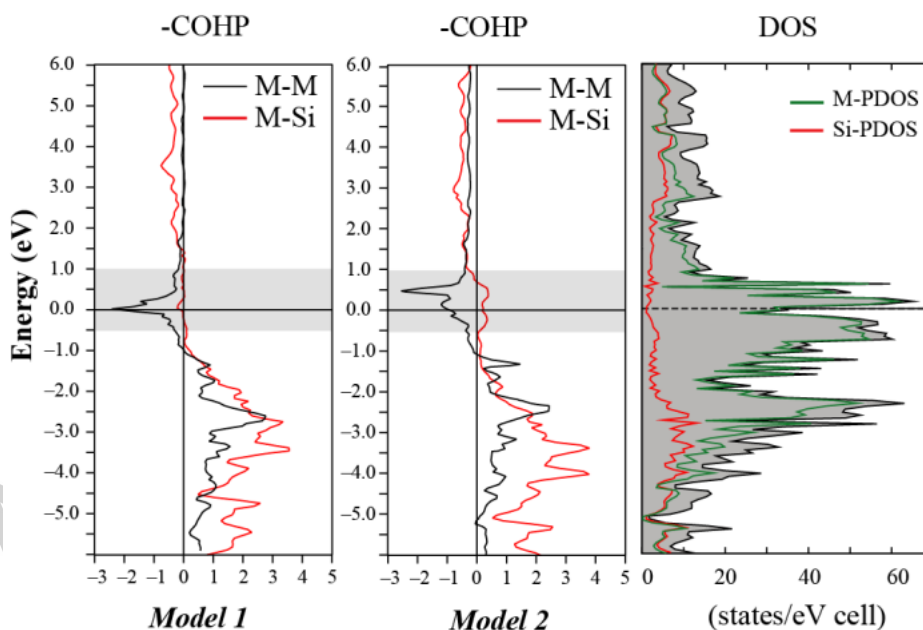 -COHP
-COHP
DOS
Energy (eV)
6.0
5.0
4.0
3.0
2.0
1.0
0.0
−1.0
−2.0
−3.0
−4.0
−5.0
M-M
M-Si
−3 −2 −1 0 1 2 3 4 5
Model 1
6.0
5.0
4.0
3.0
2.0
1.0
0.0
−1.0
−2.0
−3.0
−4.0
−5.0
M-M
M-Si
−3 −2 −1 0 1 2 3 4 5
Model 2
M-PDOS
Si-PDOS
0 20 40 60
(states/eV cell)